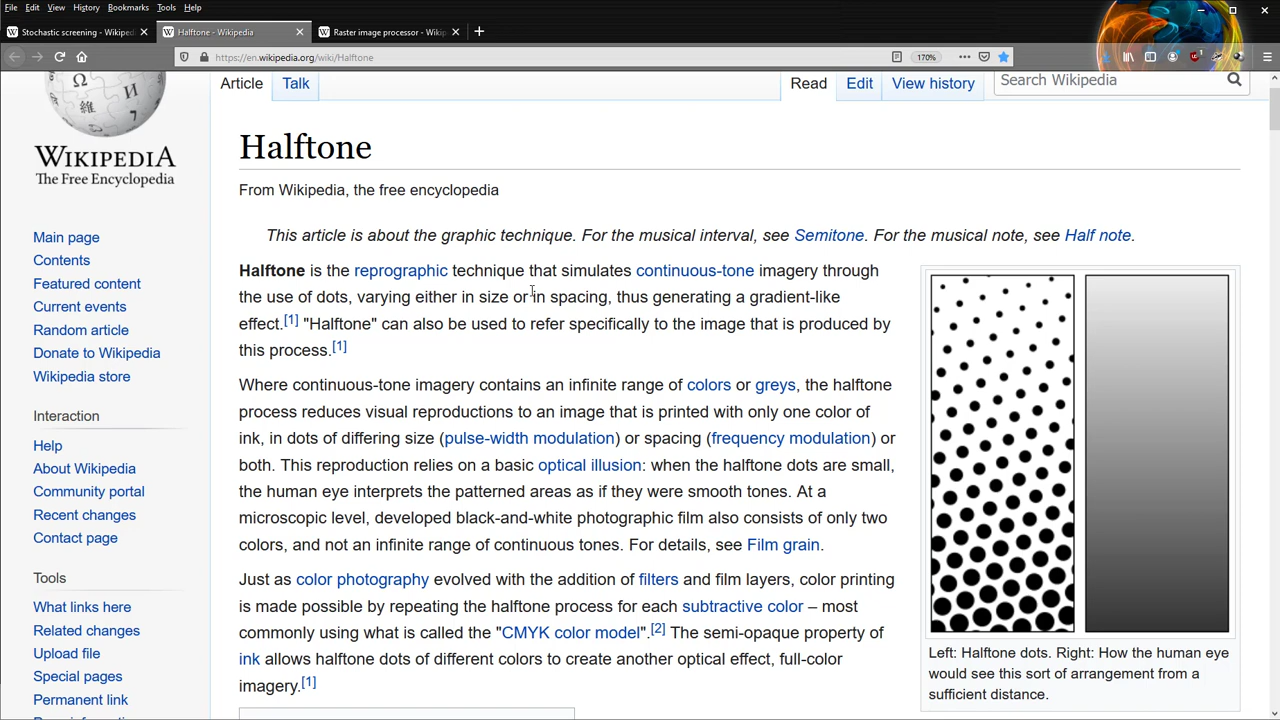 File Edit View History Bookmarks Tools Help
Stochastic screening - Wikiped
Halftone - Wikipedia
Raster image processor - Wikip
https://en.wikipedia.org/wiki/Halftone
170%
Article Talk Read Edit View history Search Wikipedia
WIKIPEDIA
The Free Encyclopedia
Main page
Contents
Featured content
Current events
Random article
Donate to Wikipedia
Wikipedia store
Interaction
Help
About Wikipedia
Community portal
Recent changes
Contact page
Tools
What links here
Related changes
Upload file
Special pages
Permanent link
Halftone
From Wikipedia, the free encyclopedia
This article is about the graphic technique. For the musical interval, see Semitone. For the musical note, see Half note.
Halftone is the reprographic technique that simulates continuous-tone imagery through
the use of dots, varying either in size or in spacing, thus generating a gradient-like
effect.[1] "Halftone" can also be used to refer specifically to the image that is produced by
this process.[1]
Where continuous-tone imagery contains an infinite range of colors or greys, the halftone
process reduces visual reproductions to an image that is printed with only one color of
ink, in dots of differing size (pulse-width modulation) or spacing (frequency modulation) or
both. This reproduction relies on a basic optical illusion: when the halftone dots are small,
the human eye interprets the patterned areas as if they were smooth tones. At a
microscopic level, developed black-and-white photographic film also consists of only two
colors, and not an infinite range of continuous tones. For details, see Film grain.
Just as color photography evolved with the addition of filters and film layers, color printing
is made possible by repeating the halftone process for each subtractive color – most
commonly using what is called the "CMYK color model".[2] The semi-opaque property of
ink allows halftone dots of different colors to create another optical effect, full-color
imagery.[1]
Left: Halftone dots. Right: How the human eye
would see this sort of arrangement from a
sufficient distance.